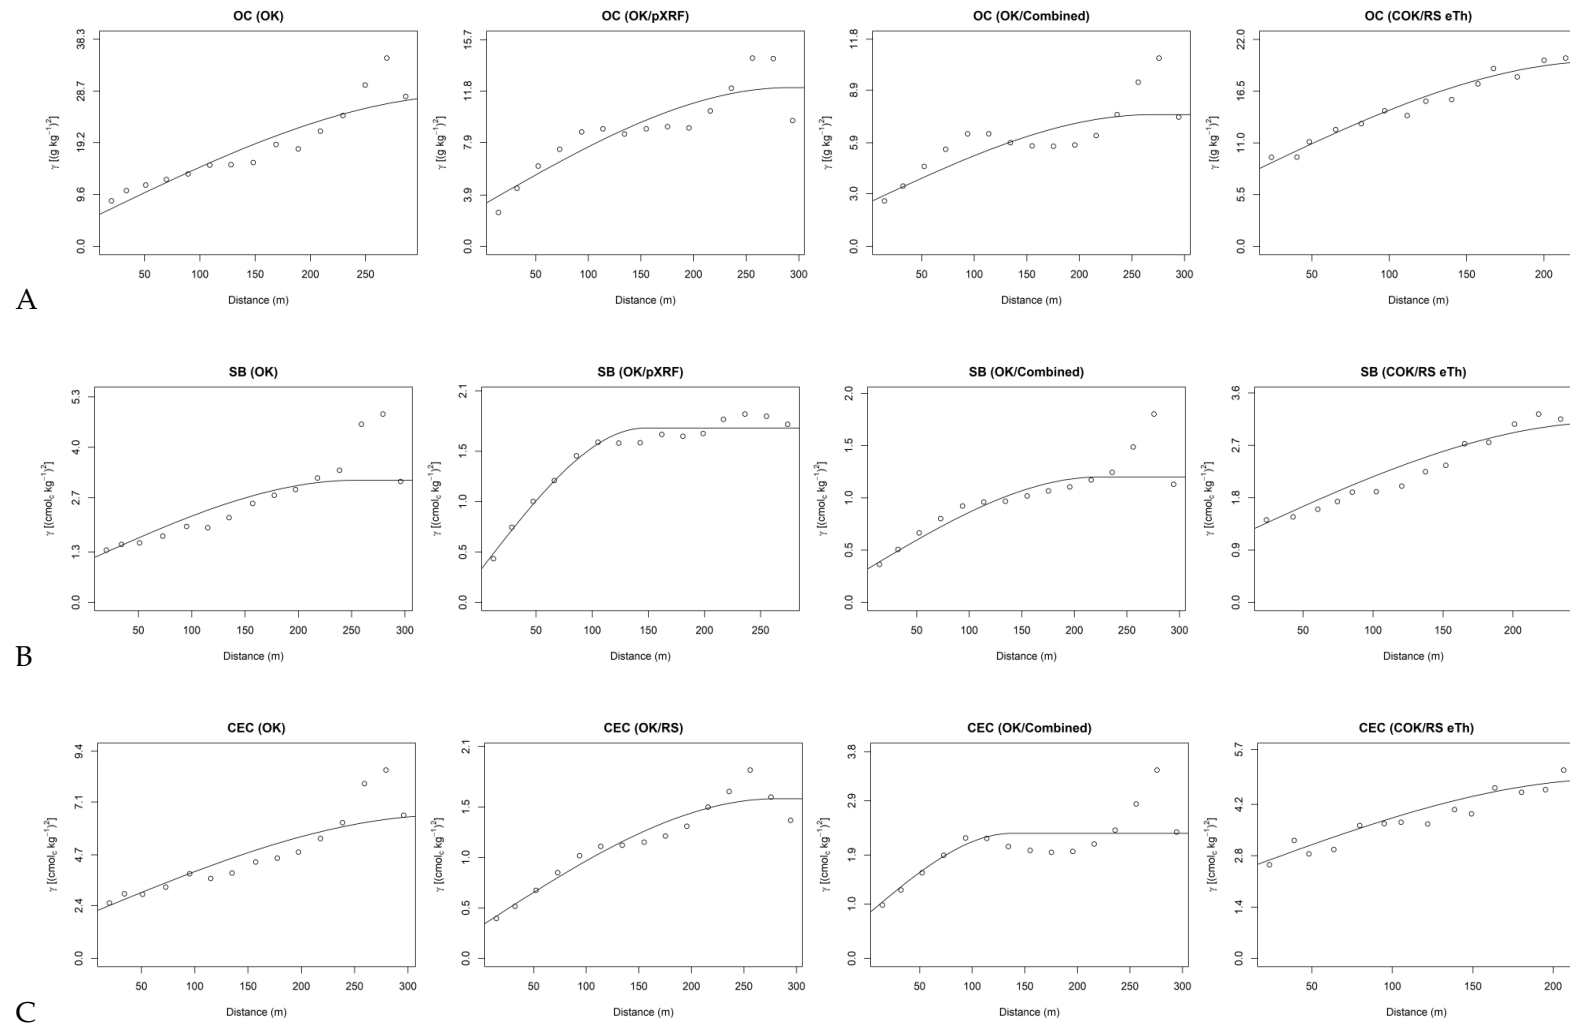 OC (OK)
γ [(g kg⁻¹)²]
0.0 9.6 19.2 28.7 38.3
50 100 150 200 250
Distance (m)
OC (OK/pXRF)
γ [(g kg⁻¹)²]
0.0 3.9 7.9 11.8 15.7
50 100 150 200 250 300
Distance (m)
OC (OK/Combined)
γ [(g kg⁻¹)²]
0.0 3.0 5.9 8.9 11.8
50 100 150 200 250 300
Distance (m)
OC (COK/RS eTh)
γ [(g kg⁻¹)²]
0.0 5.5 11.0 16.5 22.0
50 100 150 200
Distance (m)
A
SB (OK)
γ [(cmol꜀ kg⁻¹)²]
0.0 1.3 2.7 4.0 5.3
50 100 150 200 250 300
Distance (m)
SB (OK/pXRF)
γ [(cmol꜀ kg⁻¹)²]
0.0 0.5 1.0 1.5 2.1
50 100 150 200 250
Distance (m)
SB (OK/Combined)
γ [(cmol꜀ kg⁻¹)²]
0.0 0.5 1.0 1.5 2.0
50 100 150 200 250 300
Distance (m)
SB (COK/RS eTh)
γ [(cmol꜀ kg⁻¹)²]
0.0 0.9 1.8 2.7 3.6
50 100 150 200
Distance (m)
B
CEC (OK)
γ [(cmol꜀ kg⁻¹)²]
0.0 2.4 4.7 7.1 9.4
50 100 150 200 250 300
Distance (m)
CEC (OK/RS)
γ [(cmol꜀ kg⁻¹)²]
0.0 0.5 1.0 1.5 2.1
50 100 150 200 250 300
Distance (m)
CEC (OK/Combined)
γ [(cmol꜀ kg⁻¹)²]
0.0 1.0 1.9 2.9 3.8
50 100 150 200 250 300
Distance (m)
CEC (COK/RS eTh)
γ [(cmol꜀ kg⁻¹)²]
0.0 1.4 2.8 4.2 5.7
50 100 150 200
Distance (m)
C